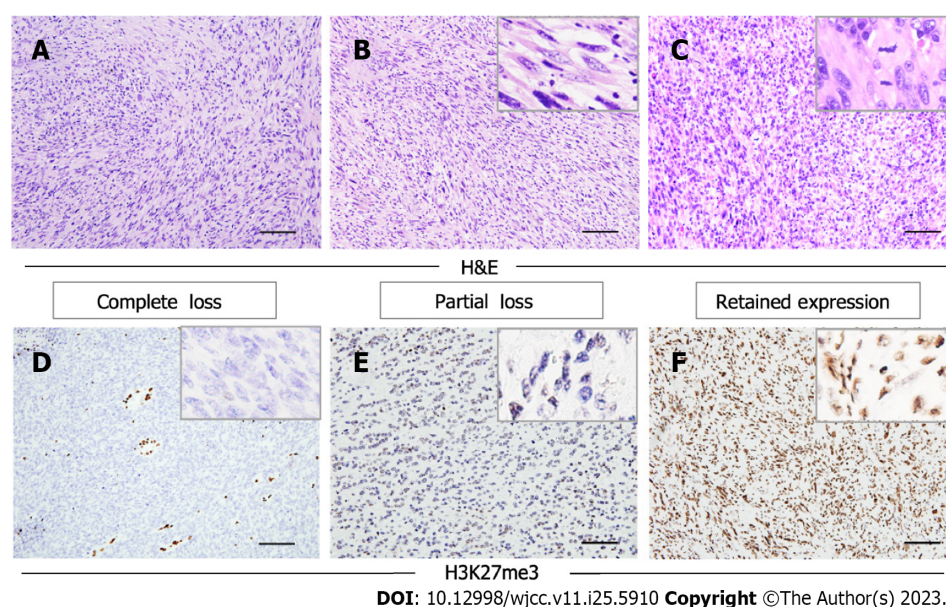 A
B
C
H&E
Complete loss
Partial loss
Retained expression
D
E
F
H3K27me3
DOI: 10.12998/wjcc.v11.i25.5910 Copyright ©The Author(s) 2023.